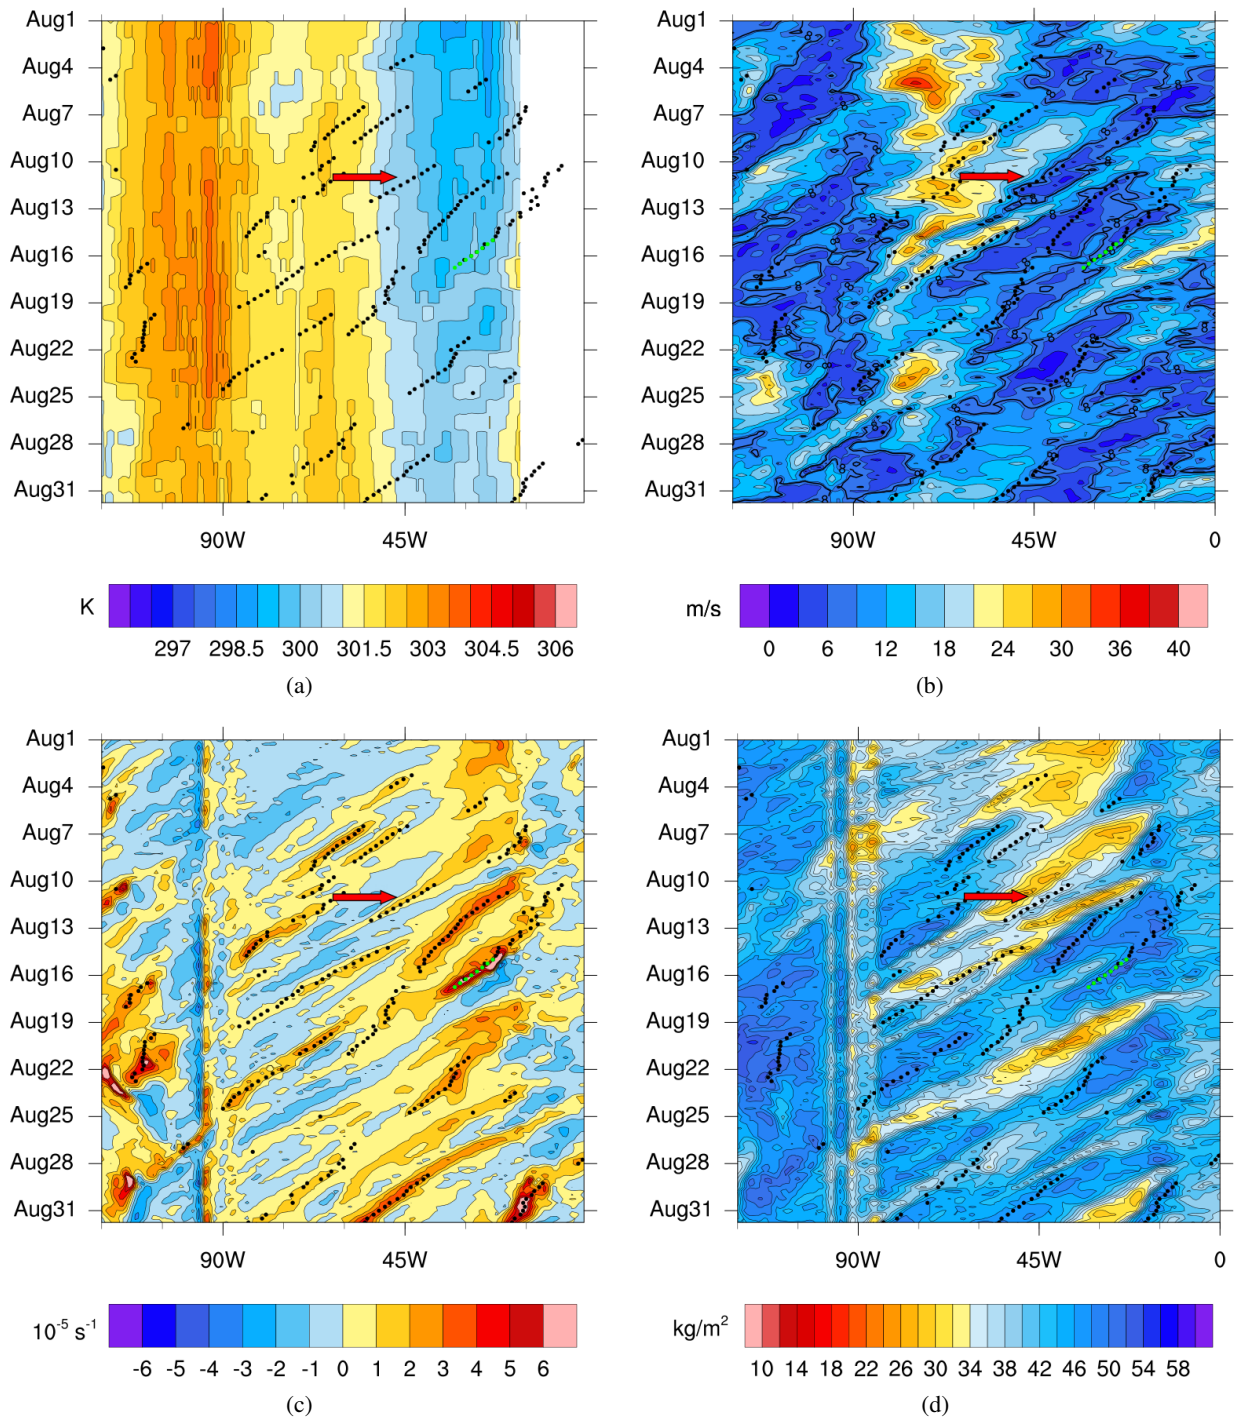 Aug1
Aug4
Aug7
Aug10
Aug13
Aug16
Aug19
Aug22
Aug25
Aug28
Aug31
90W 45W
K
297 298.5 300 301.5 303 304.5 306
(a)
Aug1
Aug4
Aug7
Aug10
Aug13
Aug16
Aug19
Aug22
Aug25
Aug28
Aug31
90W 45W 0
m/s
0 6 12 18 24 30 36 40
(b)
Aug1
Aug4
Aug7
Aug10
Aug13
Aug16
Aug19
Aug22
Aug25
Aug28
Aug31
90W 45W
10⁻⁵ s⁻¹
-6 -5 -4 -3 -2 -1 0 1 2 3 4 5 6
(c)
Aug1
Aug4
Aug7
Aug10
Aug13
Aug16
Aug19
Aug22
Aug25
Aug28
Aug31
90W 45W 0
kg/m²
10 14 18 22 26 30 34 38 42 46 50 54 58
(d)